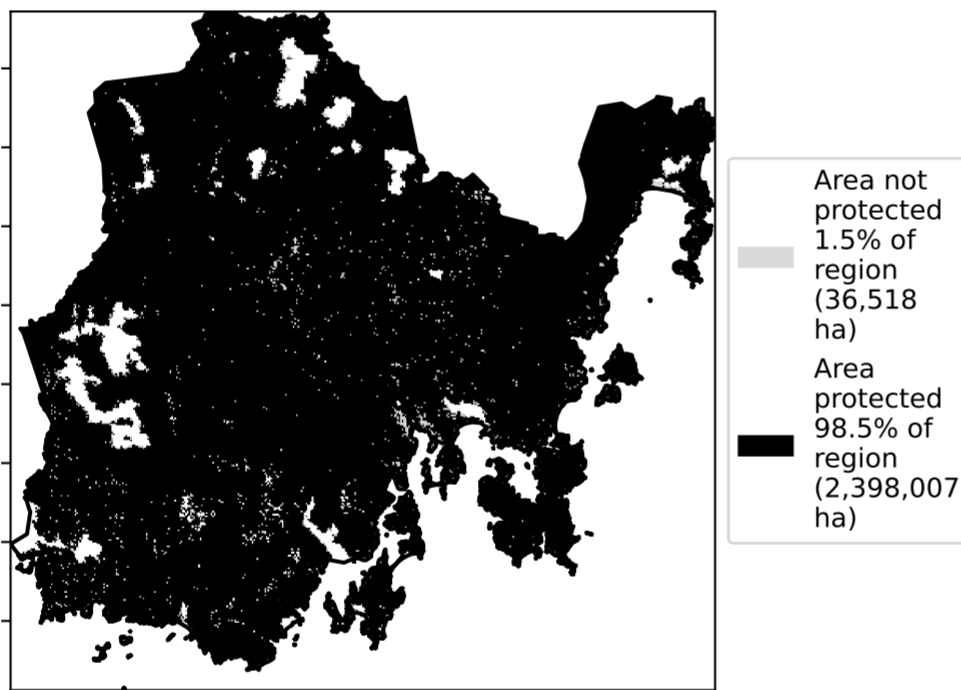 Area not
protected
1.5% of
region
(36,518
ha)
Area
protected
98.5% of
region
(2,398,007
ha)